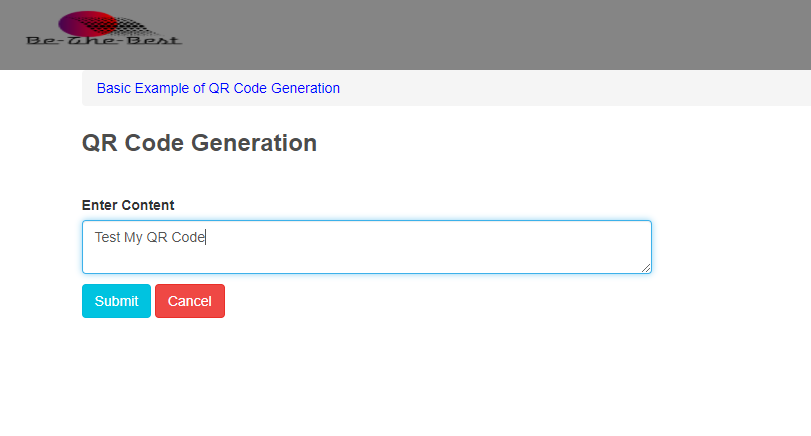 Be-The-Best
Basic Example of QR Code Generation
QR Code Generation
Enter Content
Test My QR Code
Submit Cancel